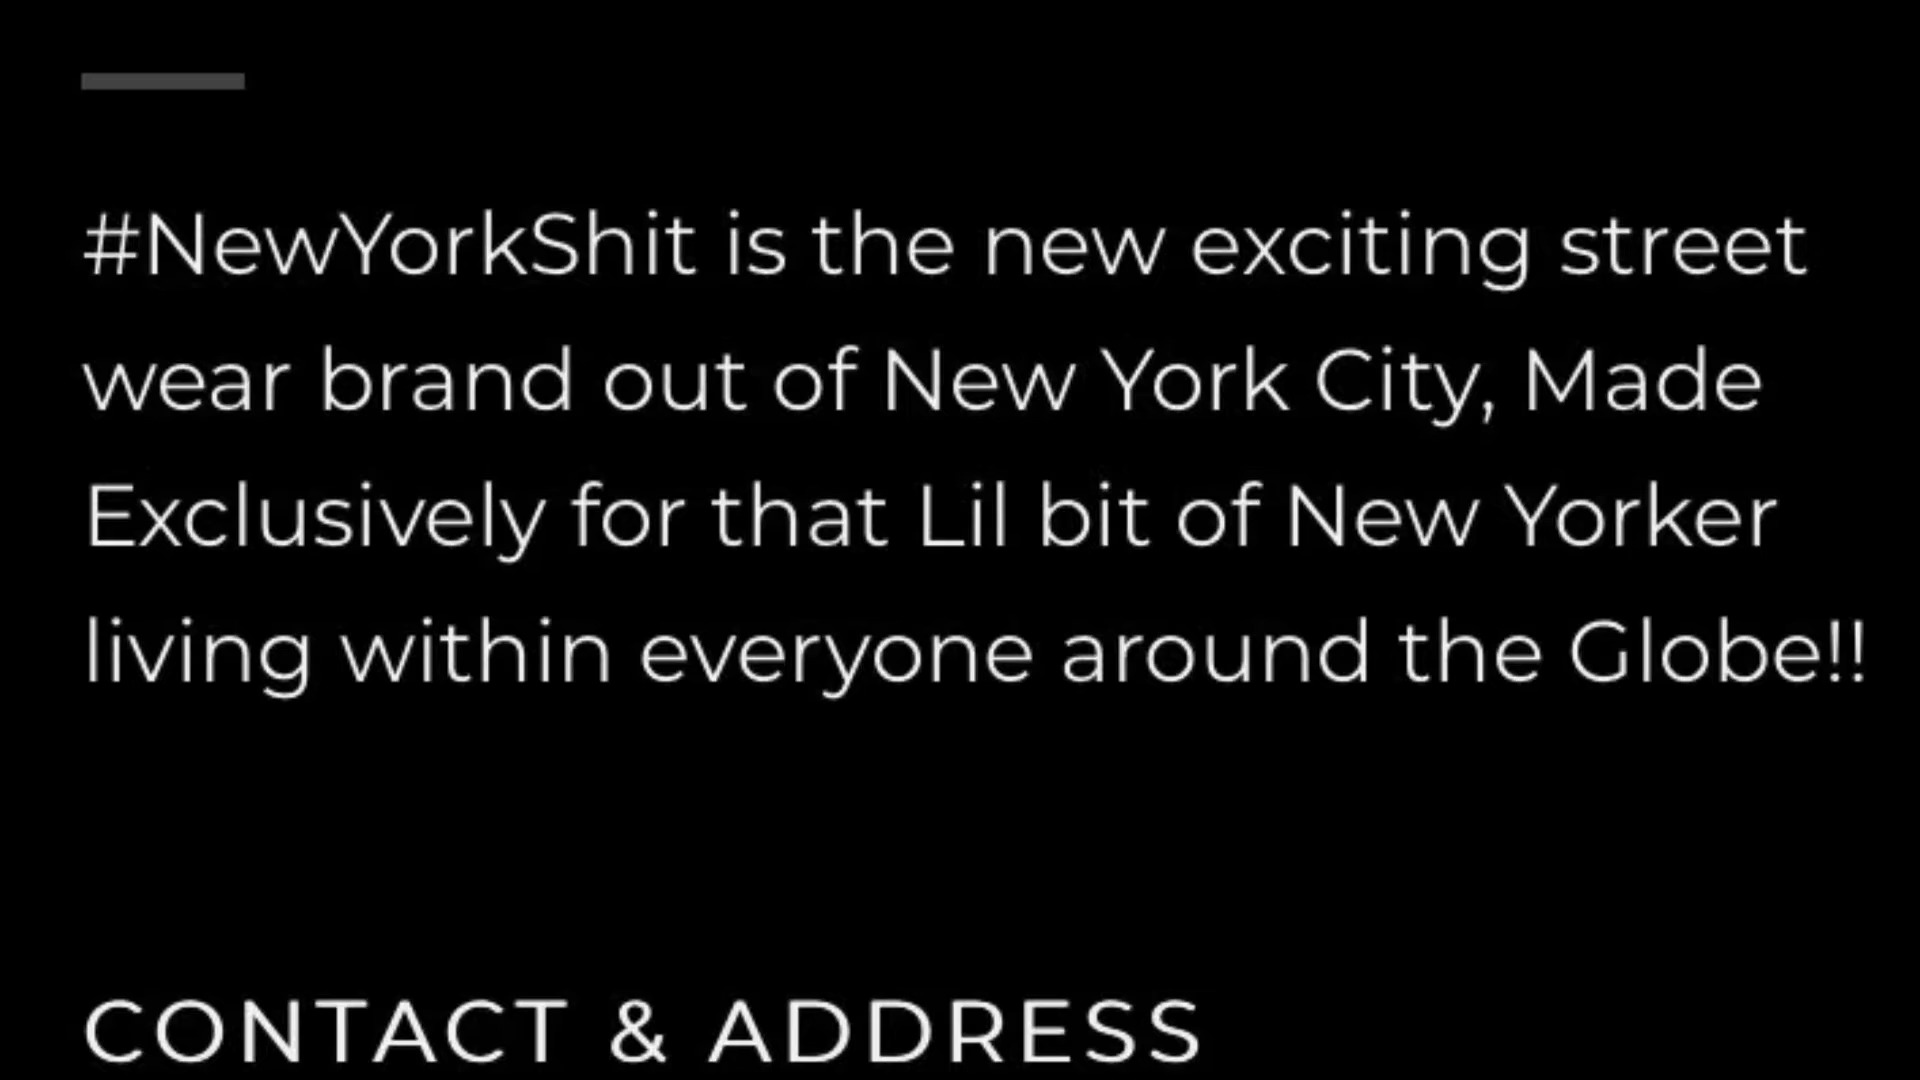 #NewYorkShit is the new exciting street
wear brand out of New York City, Made
Exclusively for that Lil bit of New Yorker
living within everyone around the Globe!!
CONTACT & ADDRESS